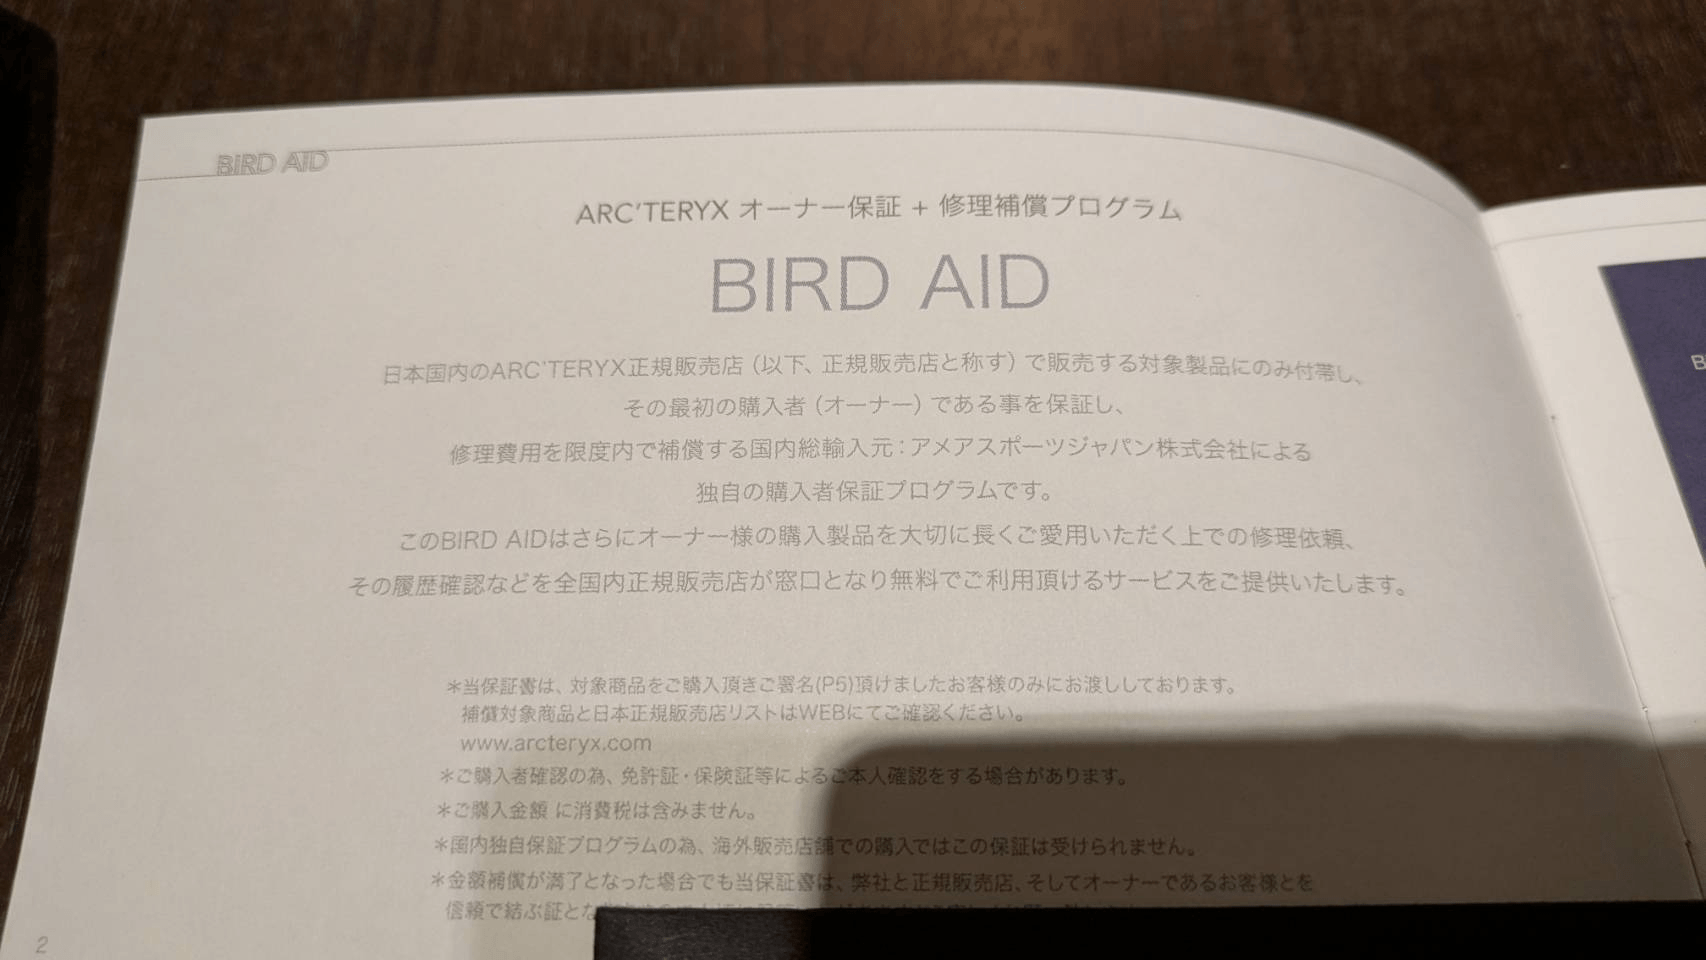 BIRD AID
ARC'TERYX オーナー保証 + 修理補償プログラム
BIRD AID
日本国内のARC'TERYX正規販売店（以下、正規販売店と称す）で販売する対象製品にのみ付帯し、
その最初の購入者（オーナー）である事を保証し、
修理費用を限度内で補償する国内総輸入元：アメアスポーツジャパン株式会社による
独自の購入者保証プログラムです。
このBIRD AIDはさらにオーナー様の購入製品を大切に長くご愛用いただく上での修理依頼、
その履歴確認などを全国内正規販売店が窓口となり無料でご利用頂けるサービスをご提供いたします。
＊当保証書は、対象商品をご購入頂きご署名(P5)頂けましたお客様のみにお渡ししております。
補償対象商品と日本正規販売店リストはWEBにてご確認ください。
www.arcteryx.com
＊ご購入者確認の為、免許証・保険証等によるご本人確認をする場合があります。
＊ご購入金額 に消費税は含みません。
＊国内独自保証プログラムの為、海外販売店舗での購入ではこの保証は受けられません。
＊金額補償が満了となった場合でも当保証書は、弊社と正規販売店、そしてオーナーであるお客様とを
信頼で結ぶ証とな
2
B